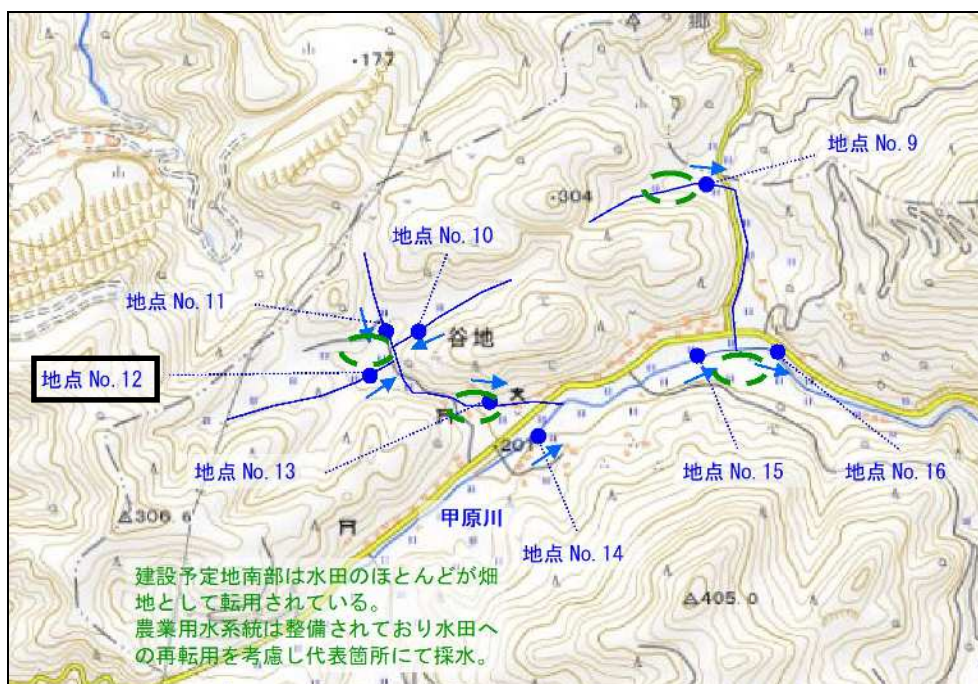 郷
・177
地点 No. 9
・304
地点 No. 10
地点 No. 11
谷地
地点 No. 12
地点 No. 13
・201
地点 No. 15
地点 No. 16
甲原川
地点 No. 14
△306.6
△405.0
建設予定地南部は水田のほとんどが畑
地として転用されている。
農業用水系統は整備されており水田へ
の再転用を考慮し代表箇所にて採水。